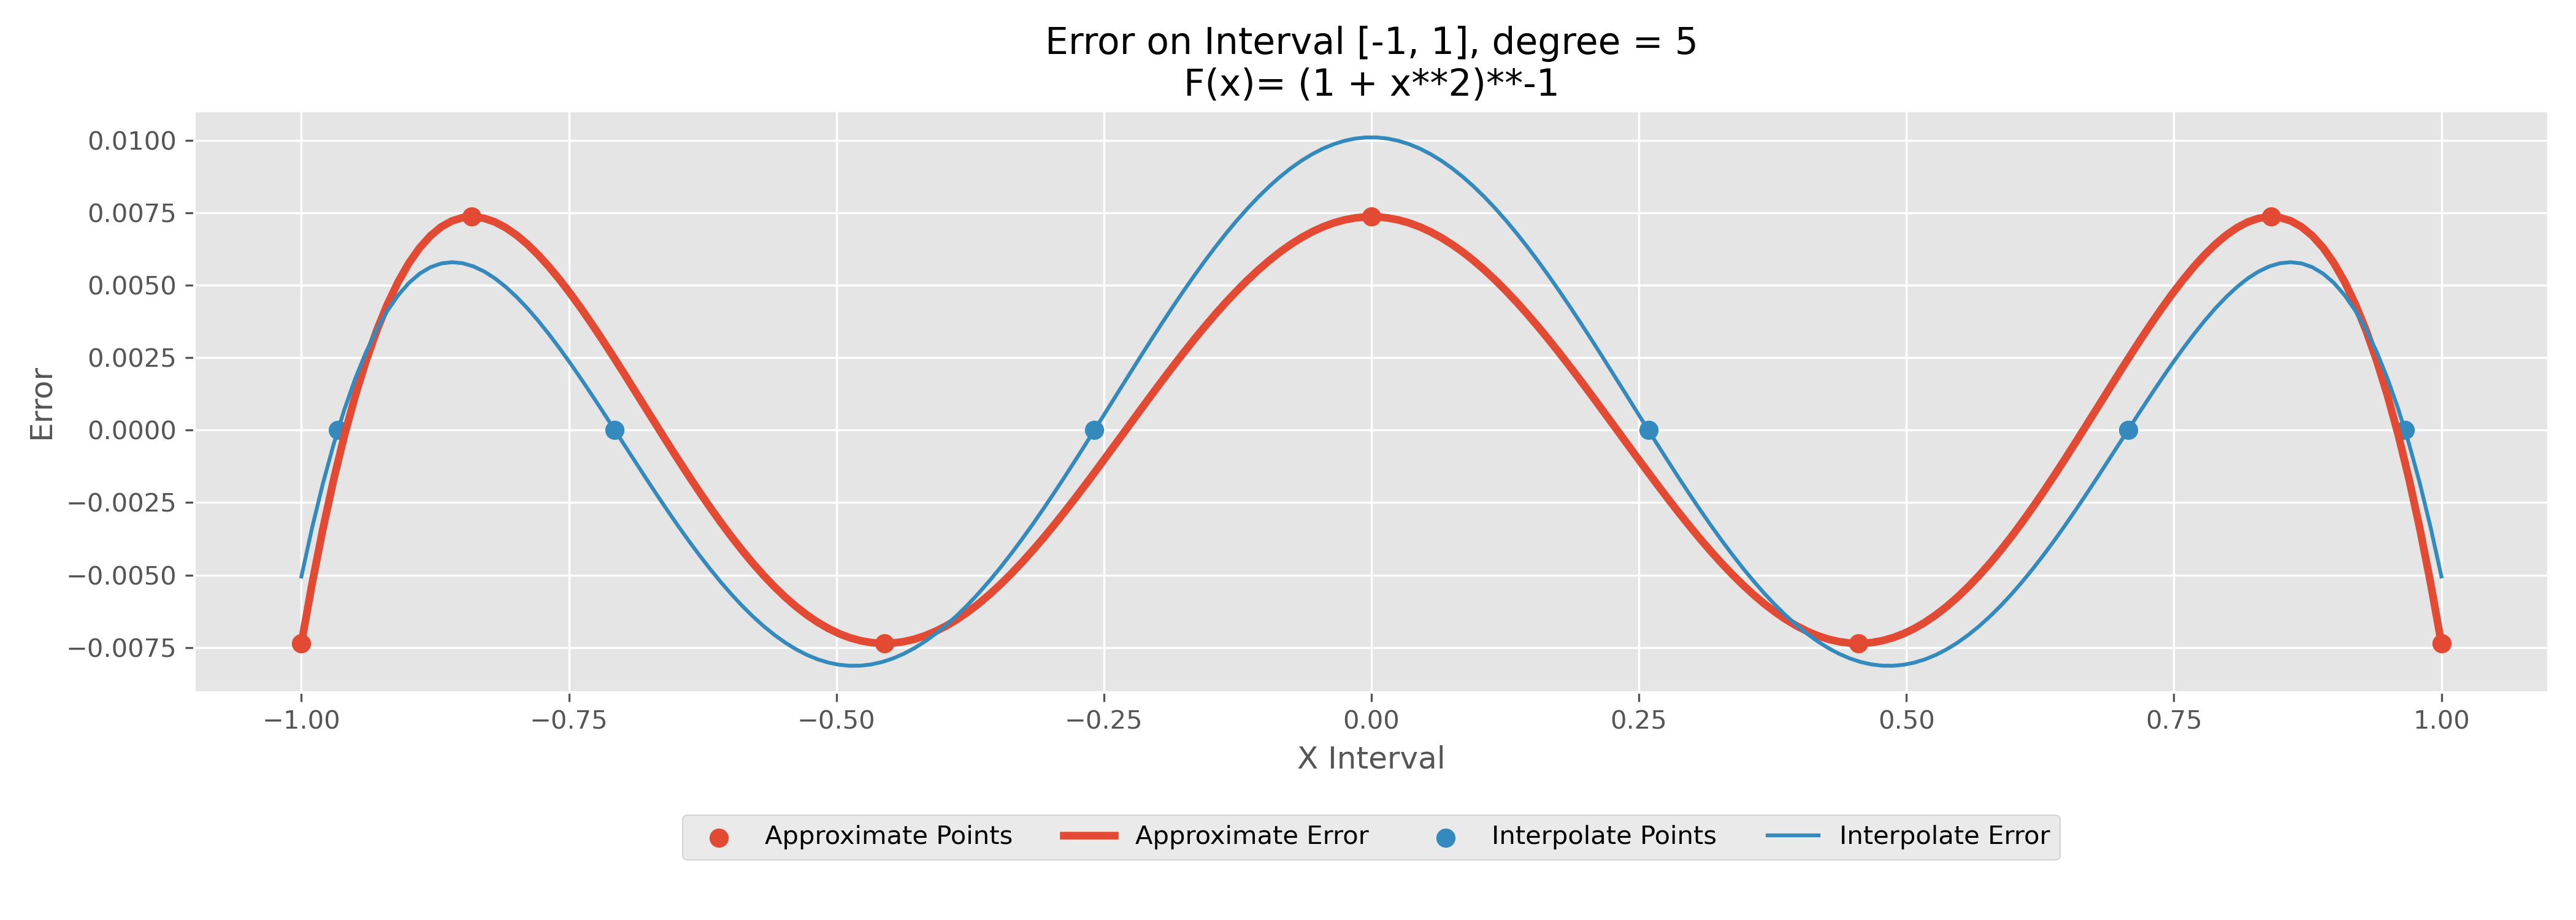 Error on Interval [-1, 1], degree = 5
F(x)= (1 + x**2)**-1
0.0100
0.0075
0.0050
0.0025
0.0000
−0.0025
−0.0050
−0.0075
Error
−1.00 −0.75 −0.50 −0.25 0.00 0.25 0.50 0.75 1.00
X Interval
Approximate Points Approximate Error Interpolate Points Interpolate Error